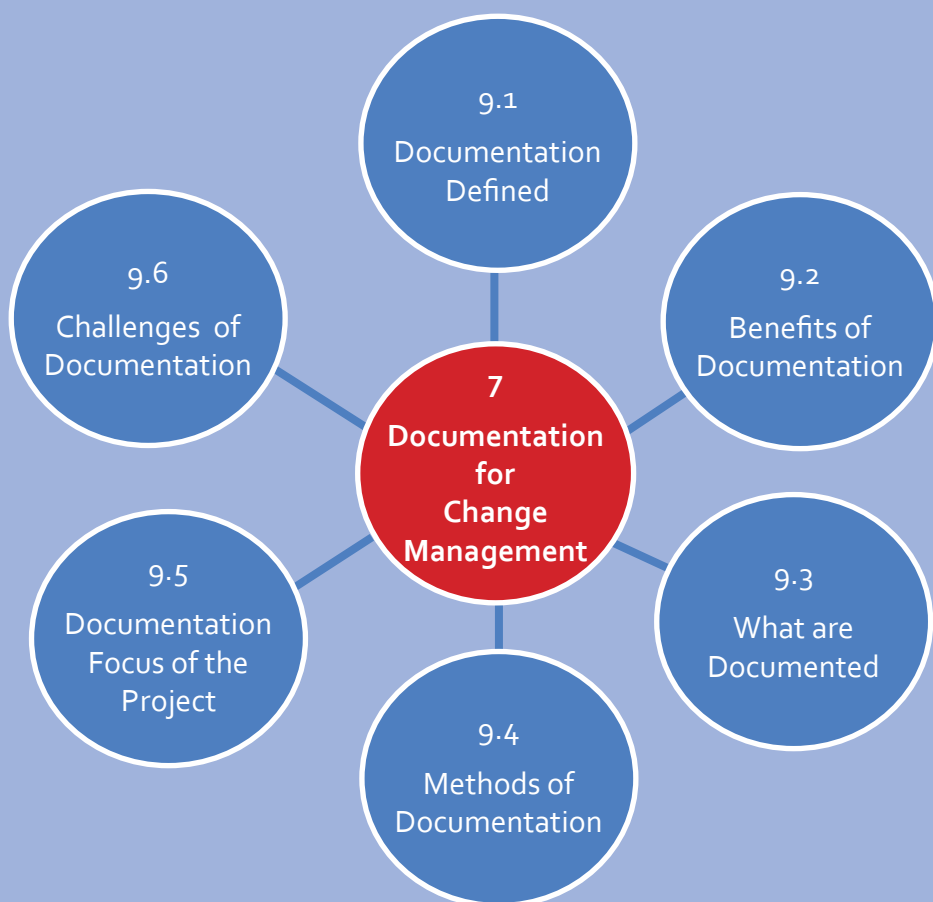 9.1
Documentation
Defined
9.2
Benefits of
Documentation
9.3
What are
Documented
9.4
Methods of
Documentation
9.5
Documentation
Focus of the
Project
9.6
Challenges  of
Documentation
7
Documentation
for
Change
Management